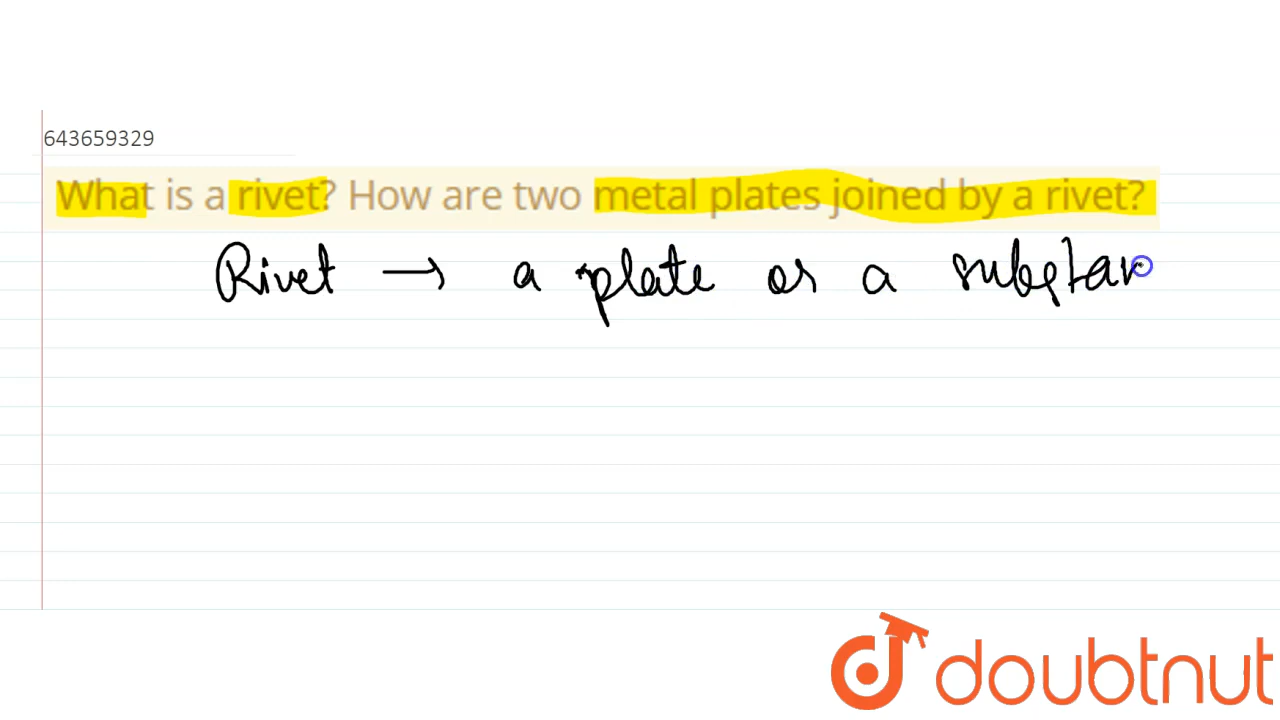 643659329
What is a rivet? How are two metal plates joined by a rivet?
Rivet → a plate or a substan
doubtnut